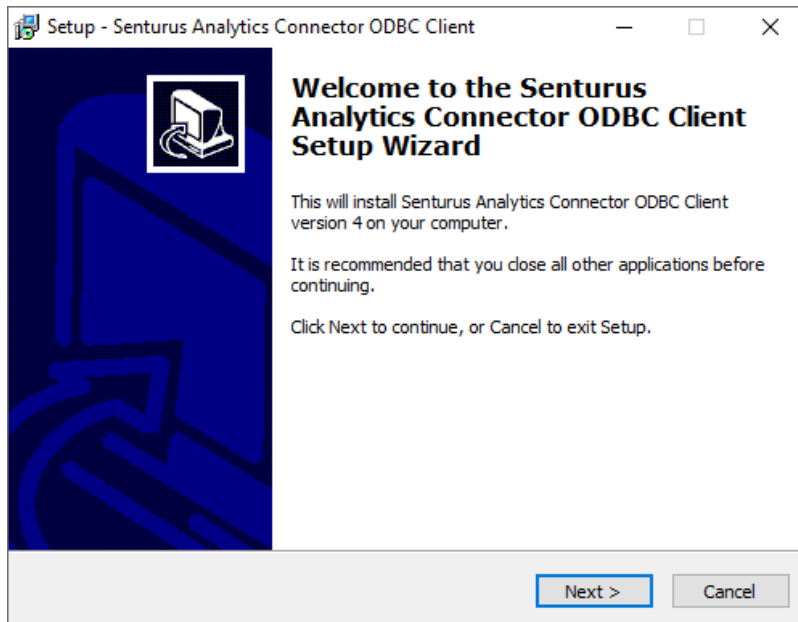 Setup - Senturus Analytics Connector ODBC Client
Welcome to the Senturus
Analytics Connector ODBC Client
Setup Wizard
This will install Senturus Analytics Connector ODBC Client
version 4 on your computer.
It is recommended that you close all other applications before
continuing.
Click Next to continue, or Cancel to exit Setup.
Next >
Cancel